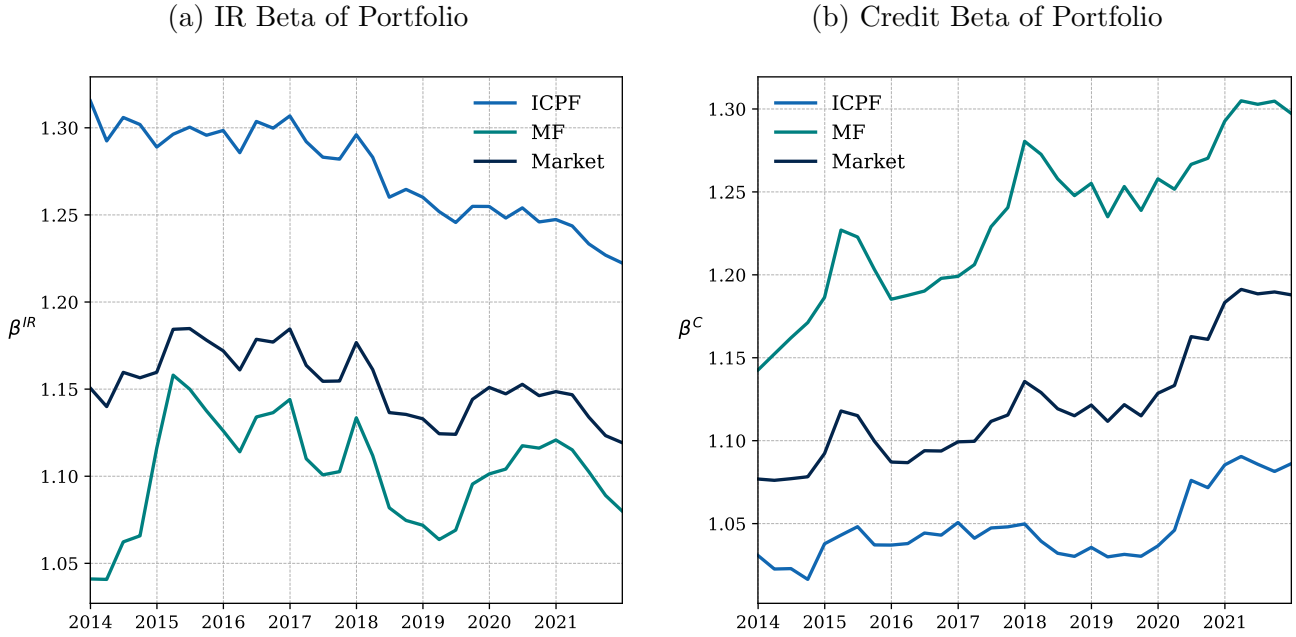 (a) IR Beta of Portfolio
1.30
1.25
1.20
1.15
1.10
1.05
β^IR
ICPF
MF
Market
2014 2015 2016 2017 2018 2019 2020 2021
(b) Credit Beta of Portfolio
1.30
1.25
1.20
1.15
1.10
1.05
β^C
ICPF
MF
Market
2014 2015 2016 2017 2018 2019 2020 2021